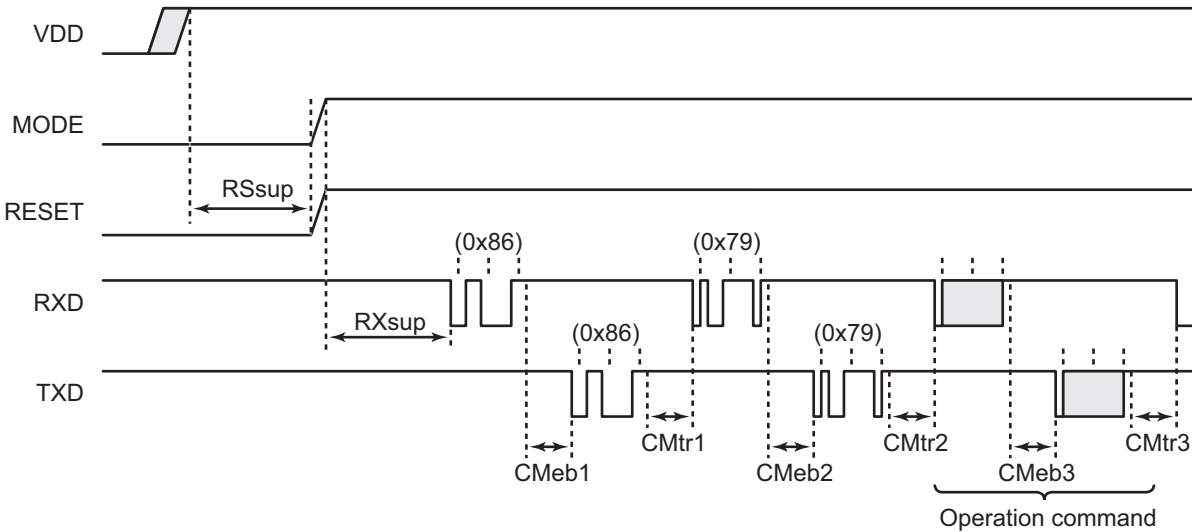 VDD
MODE
RSsup
RESET
(0x86)
(0x79)
RXD
RXsup
(0x86)
(0x79)
TXD
CMtr1
CMtr2
CMtr3
CMeb1
CMeb2
CMeb3
Operation command